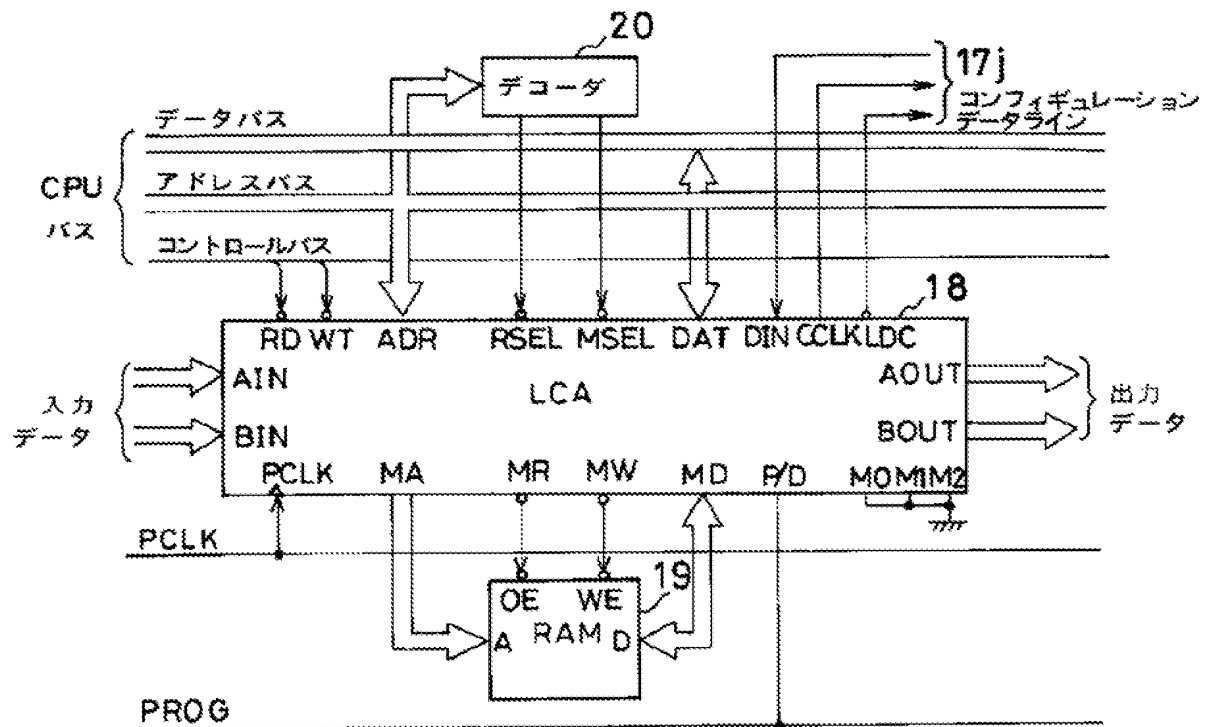 20
デコーダ
17j
コンフィギュレーション
データライン
データバス
CPU
バス
アドレスバス
コントロールバス
18
RD WT ADR RSEL MSEL DAT DIN CCLK LDC
入力
データ
AIN
BIN
LCA
AOUT
BOUT
出力
データ
PCLK MA MR MW MD P/D M0 M1 M2
PCLK
19
OE WE
A RAM D
PROG